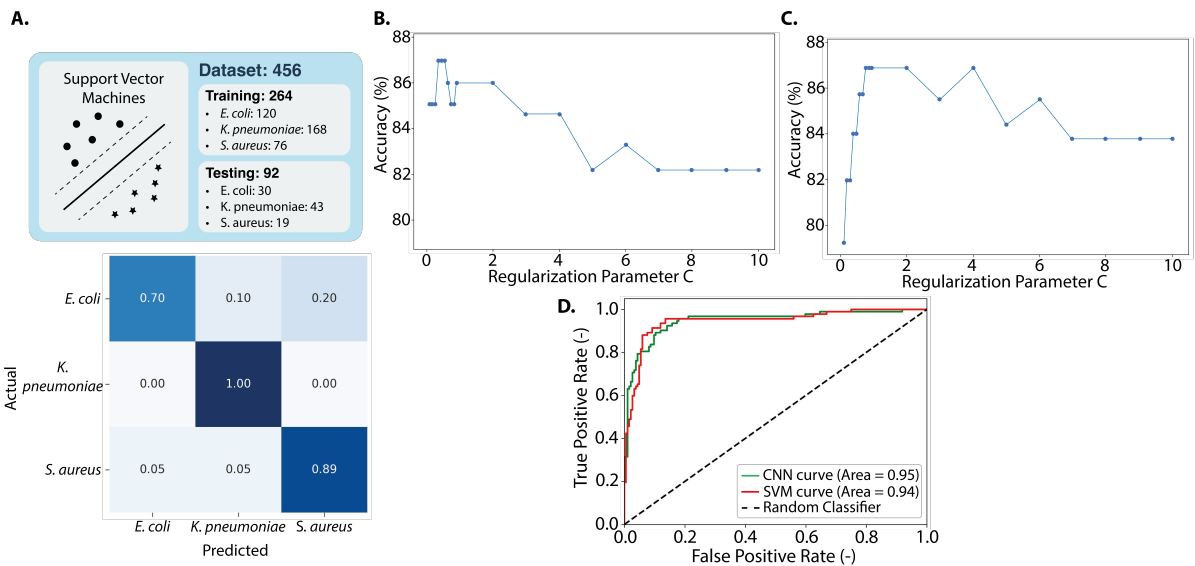 A.
Support Vector
Machines
Dataset: 456
Training: 264
• E. coli: 120
• K. pneumoniae: 168
• S. aureus: 76
Testing: 92
• E. coli: 30
• K. pneumoniae: 43
• S. aureus: 19
Actual
E. coli
0.70 0.10 0.20
K.
pneumoniae
0.00 1.00 0.00
S. aureus
0.05 0.05 0.89
E. coli K. pneumoniae S. aureus
Predicted
B.
Accuracy (%)
88
86
84
82
80
0 2 4 6 8 10
Regularization Parameter C
C.
Accuracy (%)
88
86
84
82
80
0 2 4 6 8 10
Regularization Parameter C
D.
True Positive Rate (-)
1.0
0.8
0.6
0.4
0.2
0.0
CNN curve (Area = 0.95)
SVM curve (Area = 0.94)
Random Classifier
0.0 0.2 0.4 0.6 0.8 1.0
False Positive Rate (-)